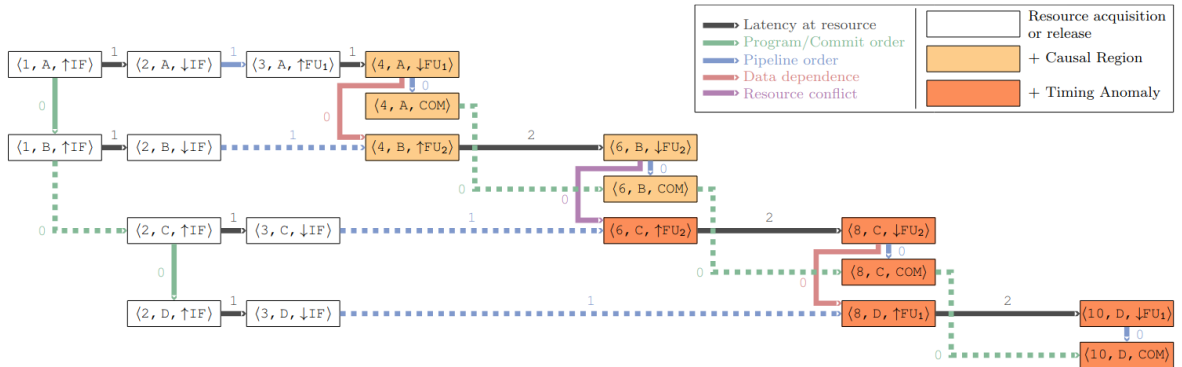 Latency at resource
Program/Commit order
Pipeline order
Data dependence
Resource conflict
Resource acquisition
or release
+ Causal Region
+ Timing Anomaly
1
1
1
⟨1, A, ↑IF⟩
⟨2, A, ↓IF⟩
⟨3, A, ↑FU₁⟩
⟨4, A, ↓FU₁⟩
0
0
⟨4, A, COM⟩
0
1
1
2
⟨1, B, ↑IF⟩
⟨2, B, ↓IF⟩
⟨4, B, ↑FU₂⟩
⟨6, B, ↓FU₂⟩
0
0
⟨6, B, COM⟩
0
1
1
2
0
⟨2, C, ↑IF⟩
⟨3, C, ↓IF⟩
⟨6, C, ↑FU₂⟩
⟨8, C, ↓FU₂⟩
0
0
0
⟨8, C, COM⟩
0
1
1
2
⟨2, D, ↑IF⟩
⟨3, D, ↓IF⟩
⟨8, D, ↑FU₁⟩
⟨10, D, ↓FU₁⟩
0
0
⟨10, D, COM⟩